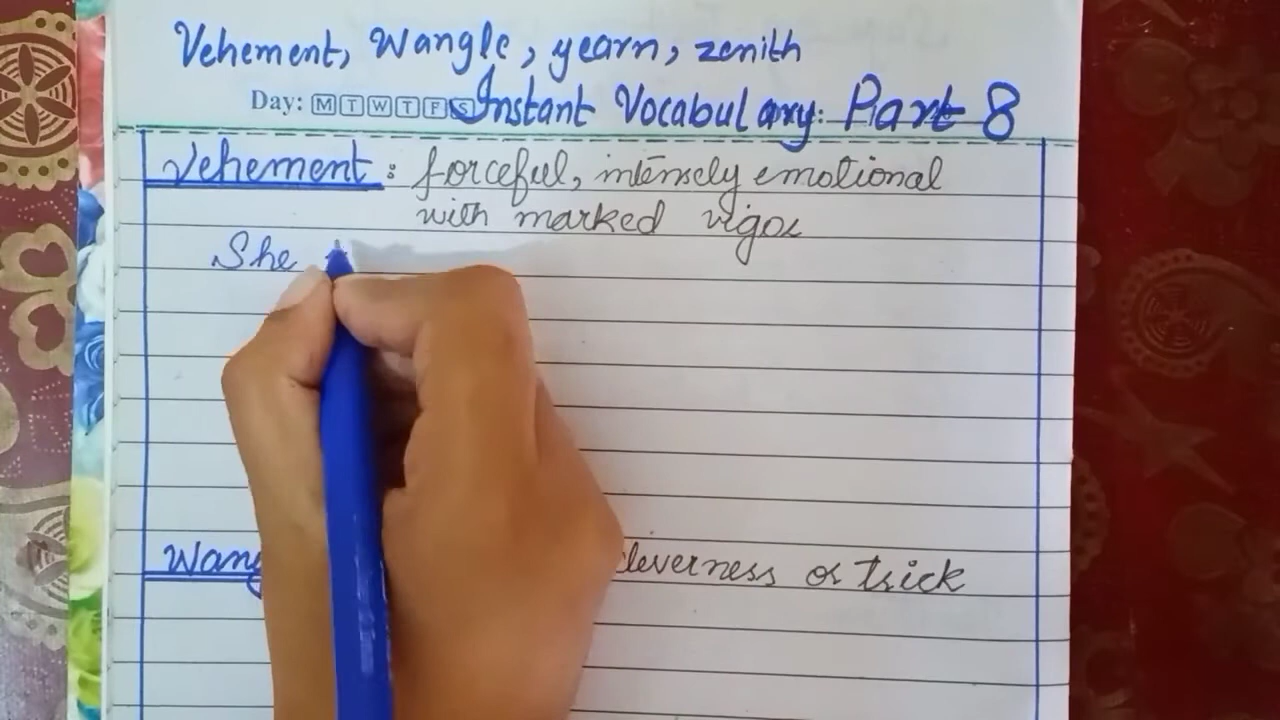 Vehement, Wangle, yearn, zenith
Day: M T W T F S Instant Vocabulary: Part 8
Vehement: forceful, intensely emotional
with marked vigor
She
Wang cleverness or trick